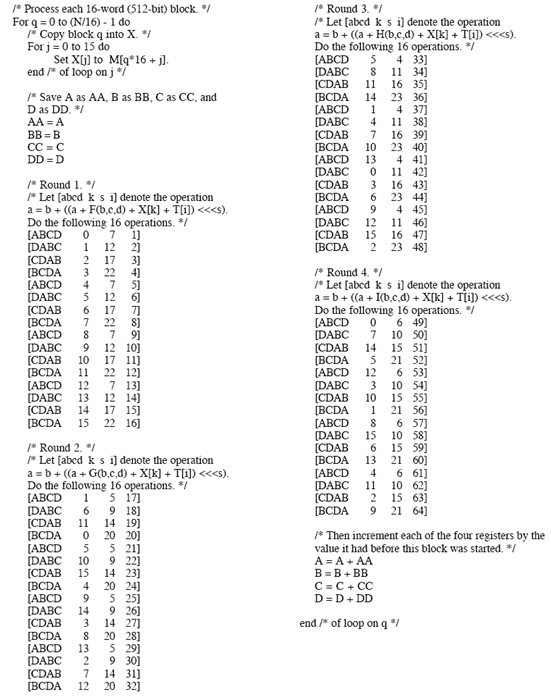 /* Process each 16-word (512-bit) block. */
For q = 0 to (N/16) - 1 do
/* Copy block q into X. */
For j = 0 to 15 do
Set X[j] to M[q*16 + j].
end /* of loop on j */
/* Save A as AA, B as BB, C as CC, and
D as DD. */
AA = A
BB = B
CC = C
DD = D
/* Round 1. */
/* Let [abcd k s i] denote the operation
a = b + ((a + F(b,c,d) + X[k] + T[i]) <<<s).
Do the following 16 operations. */
[ABCD 0 7 1]
[DABC 1 12 2]
[CDAB 2 17 3]
[BCDA 3 22 4]
[ABCD 4 7 5]
[DABC 5 12 6]
[CDAB 6 17 7]
[BCDA 7 22 8]
[ABCD 8 7 9]
[DABC 9 12 10]
[CDAB 10 17 11]
[BCDA 11 22 12]
[ABCD 12 7 13]
[DABC 13 12 14]
[CDAB 14 17 15]
[BCDA 15 22 16]
/* Round 2. */
/* Let [abcd k s i] denote the operation
a = b + ((a + G(b,c,d) + X[k] + T[i]) <<<s).
Do the following 16 operations. */
[ABCD 1 5 17]
[DABC 6 9 18]
[CDAB 11 14 19]
[BCDA 0 20 20]
[ABCD 5 5 21]
[DABC 10 9 22]
[CDAB 15 14 23]
[BCDA 4 20 24]
[ABCD 9 5 25]
[DABC 14 9 26]
[CDAB 3 14 27]
[BCDA 8 20 28]
[ABCD 13 5 29]
[DABC 2 9 30]
[CDAB 7 14 31]
[BCDA 12 20 32]
/* Round 3. */
/* Let [abcd k s i] denote the operation
a = b + ((a + H(b,c,d) + X[k] + T[i]) <<<s).
Do the following 16 operations. */
[ABCD 5 4 33]
[DABC 8 11 34]
[CDAB 11 16 35]
[BCDA 14 23 36]
[ABCD 1 4 37]
[DABC 4 11 38]
[CDAB 7 16 39]
[BCDA 10 23 40]
[ABCD 13 4 41]
[DABC 0 11 42]
[CDAB 3 16 43]
[BCDA 6 23 44]
[ABCD 9 4 45]
[DABC 12 11 46]
[CDAB 15 16 47]
[BCDA 2 23 48]
/* Round 4. */
/* Let [abcd k s i] denote the operation
a = b + ((a + I(b,c,d) + X[k] + T[i]) <<<s).
Do the following 16 operations. */
[ABCD 0 6 49]
[DABC 7 10 50]
[CDAB 14 15 51]
[BCDA 5 21 52]
[ABCD 12 6 53]
[DABC 3 10 54]
[CDAB 10 15 55]
[BCDA 1 21 56]
[ABCD 8 6 57]
[DABC 15 10 58]
[CDAB 6 15 59]
[BCDA 13 21 60]
[ABCD 4 6 61]
[DABC 11 10 62]
[CDAB 2 15 63]
[BCDA 9 21 64]
/* Then increment each of the four registers by the
value it had before this block was started. */
A = A + AA
B = B + BB
C = C + CC
D = D + DD
end /* of loop on q */